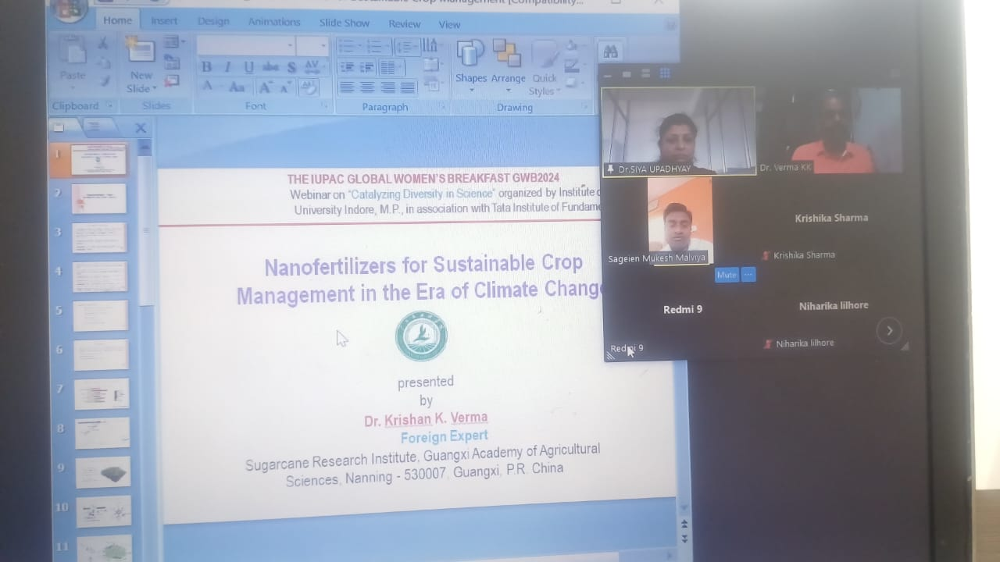 Sustainable Crop Management [Compatibility...
Home Insert Design Animations Slide Show Review View
Paste
New
Slide
Shapes Arrange Quick
Styles
Clipboard Slides Font Paragraph Drawing
B I U abc S AV
A Aa A A
1
2
3
4
5
6
7
8
9
10
11
THE IUPAC GLOBAL WOMEN'S BREAKFAST GWB2024
Webinar on "Catalyzing Diversity in Science" organized by Institute
University Indore, M.P., in association with Tata Institute of Fundame
Nanofertilizers for Sustainable Crop
Management in the Era of Climate Change
presented
by
Dr. Krishan K. Verma
Foreign Expert
Sugarcane Research Institute, Guangxi Academy of Agricultural
Sciences, Nanning - 530007, Guangxi, P.R. China
Dr.SIYA UPADHYAY
Dr. Verma KK
Sageien Mukesh Malviya
Krishika Sharma
Krishika Sharma
Mute ...
Redmi 9
Niharika lilhore
Redmi 9
Niharika lilhore